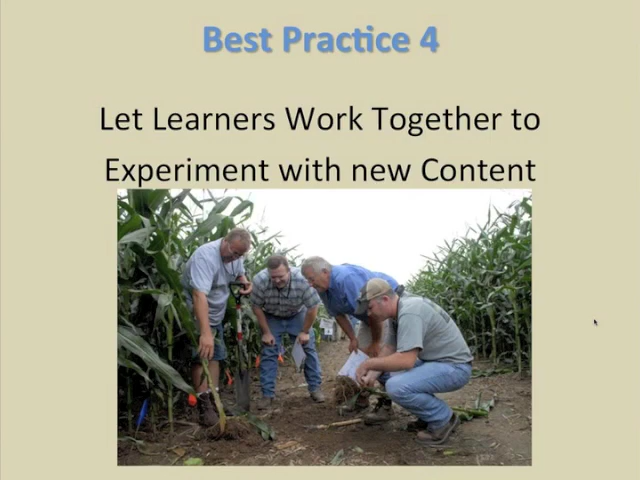 Best Practice 4
Let Learners Work Together to
Experiment with new Content